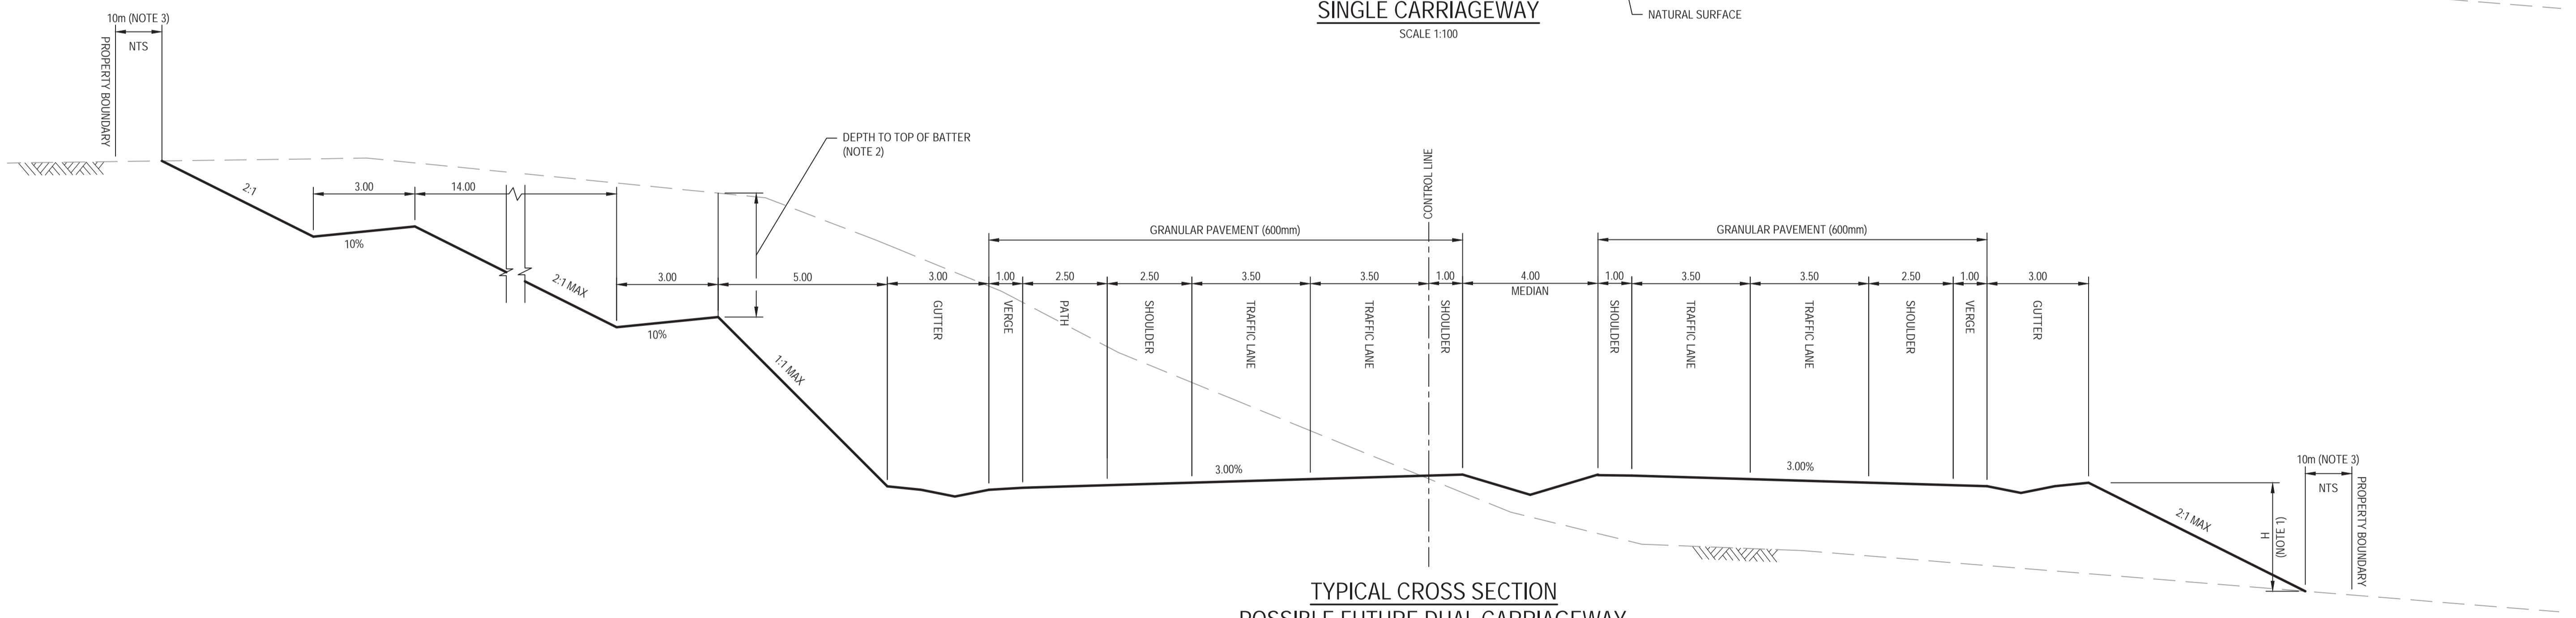 SINGLE CARRIAGEWAY
SCALE 1:100
NATURAL SURFACE
10m (NOTE 3)
NTS
PROPERTY BOUNDARY
2:1
3.00
14.00
10%
2:1 MAX
3.00
10%
DEPTH TO TOP OF BATTER
(NOTE 2)
5.00
1:1 MAX
3.00
GUTTER
GRANULAR PAVEMENT (600mm)
1.00
VERGE
2.50
PATH
2.50
SHOULDER
3.50
TRAFFIC LANE
3.50
TRAFFIC LANE
CONTROL LINE
1.00
SHOULDER
3.00%
4.00
MEDIAN
GRANULAR PAVEMENT (600mm)
1.00
SHOULDER
3.50
TRAFFIC LANE
3.50
TRAFFIC LANE
2.50
SHOULDER
1.00
VERGE
3.00
GUTTER
3.00%
2:1 MAX
H
(NOTE 1)
10m (NOTE 3)
NTS
PROPERTY BOUNDARY
TYPICAL CROSS SECTION
POSSIBLE FUTURE DUAL CARRIAGEWAY